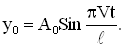 y₀ = A₀Sin πVt/ℓ.